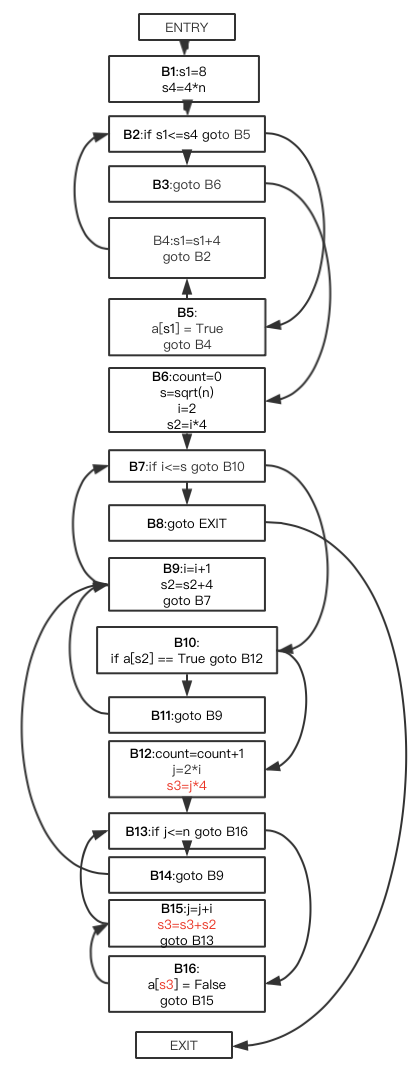 ENTRY
B1:s1=8
s4=4*n
B2:if s1<=s4 goto B5
B3:goto B6
B4:s1=s1+4
goto B2
B5:
a[s1] = True
goto B4
B6:count=0
s=sqrt(n)
i=2
s2=i*4
B7:if i<=s goto B10
B8:goto EXIT
B9:i=i+1
s2=s2+4
goto B7
B10:
if a[s2] == True goto B12
B11:goto B9
B12:count=count+1
j=2*i
s3=j*4
B13:if j<=n goto B16
B14:goto B9
B15:j=j+i
s3=s3+s2
goto B13
B16:
a[s3] = False
goto B15
EXIT